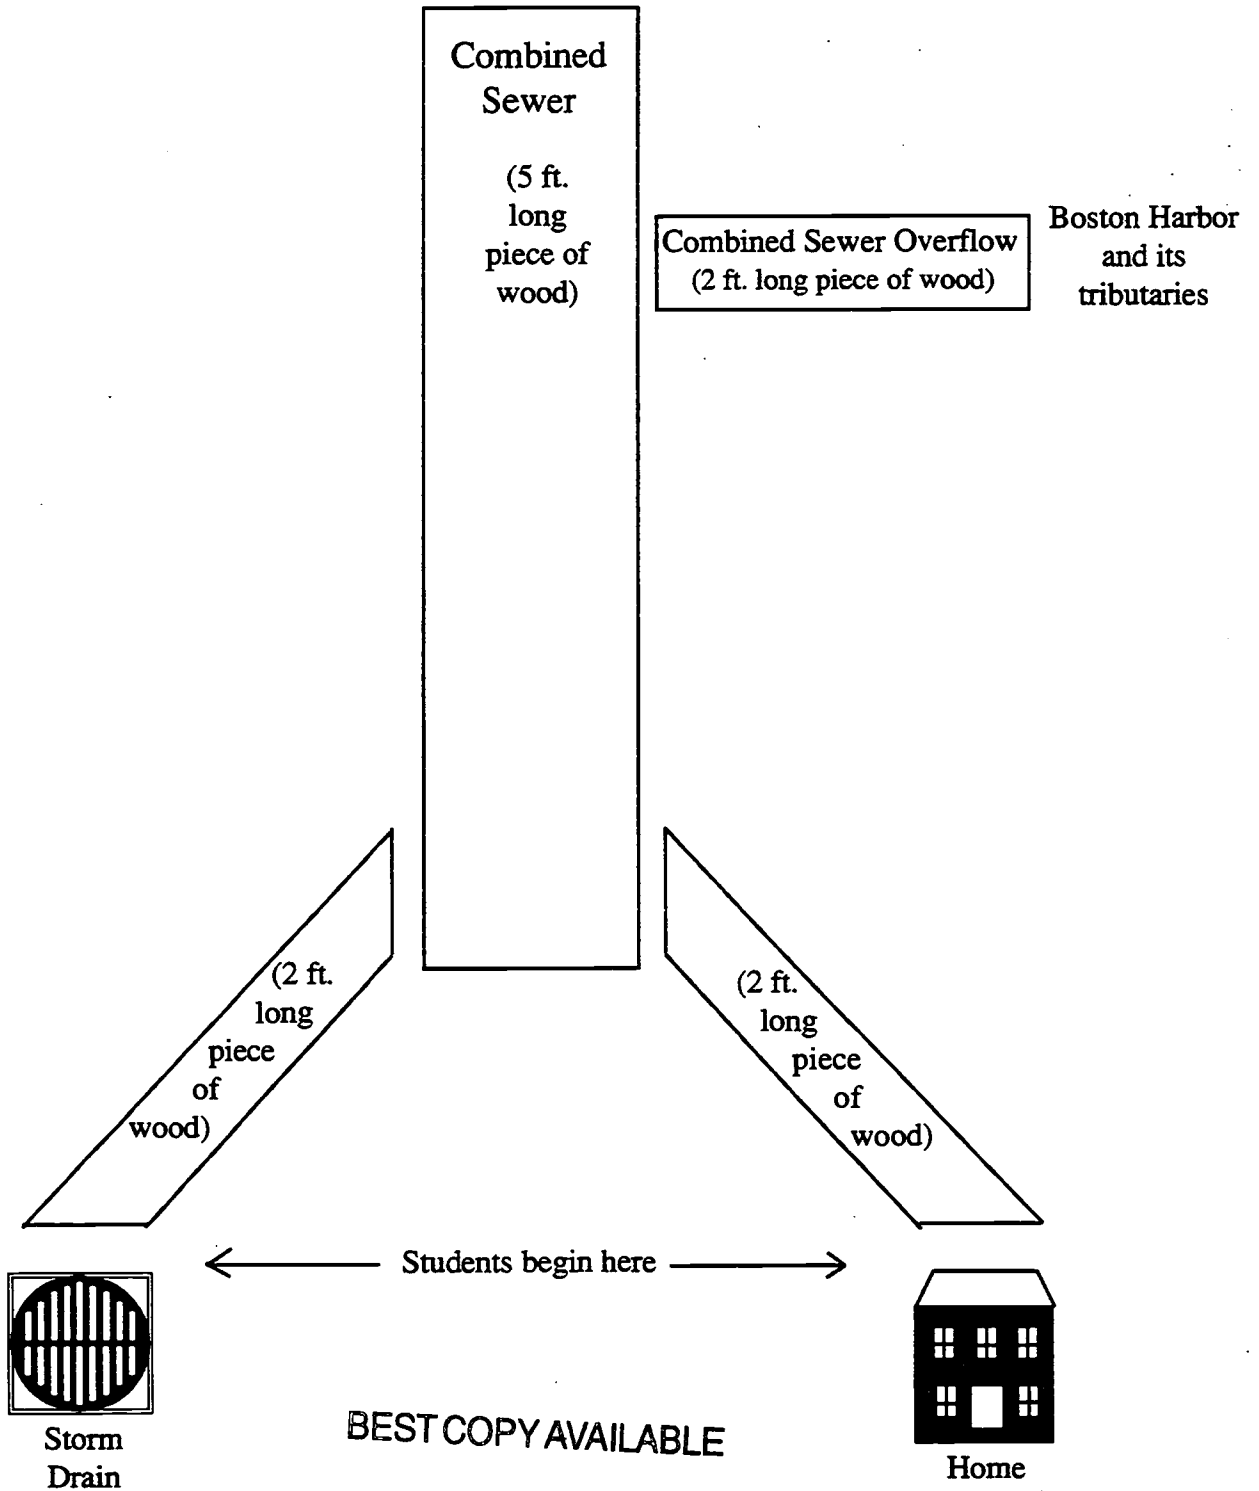 Combined
Sewer
(5 ft.
long
piece of
wood)
Combined Sewer Overflow
(2 ft. long piece of wood)
Boston Harbor
and its
tributaries
(2 ft.
long
piece
of
wood)
(2 ft.
long
piece
of
wood)
Students begin here
Storm
Drain
Home
BEST COPY AVAILABLE